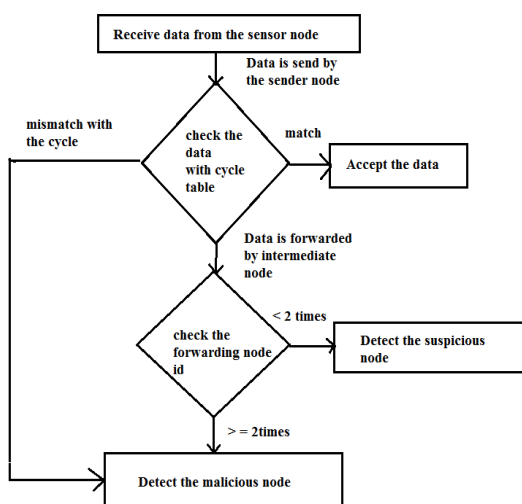 Receive data from the sensor node
Data is send by
the sender node
mismatch with
the cycle
check the
data
with cycle
table
match
Accept the data
Data is forwarded
by intermediate
node
< 2 times
check the
forwarding node
id
Detect the suspicious
node
> = 2times
Detect the malicious node